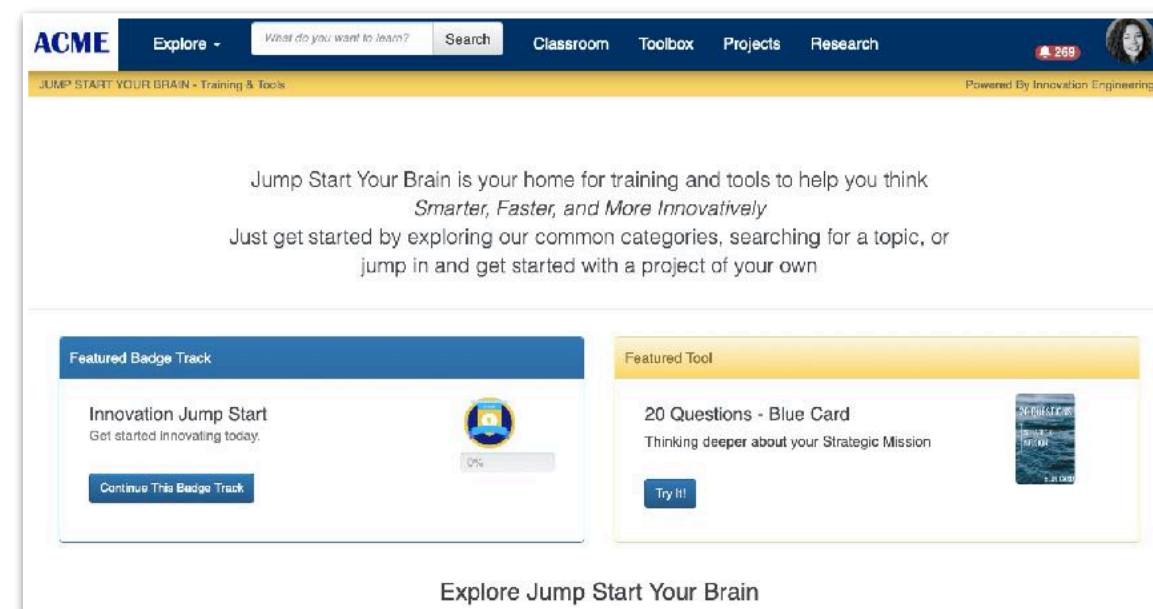 ACME
Explore
What do you want to learn?
Search
Classroom
Toolbox
Projects
Research
269
JUMP START YOUR BRAIN - Training & Tools
Powered By Innovation Engineering
Jump Start Your Brain is your home for training and tools to help you think
Smarter, Faster, and More Innovatively
Just get started by exploring our common categories, searching for a topic, or
jump in and get started with a project of your own
Featured Badge Track
Innovation Jump Start
Get started innovating today.
0%
Continue This Badge Track
Featured Tool
20 Questions - Blue Card
Thinking deeper about your Strategic Mission
20 QUESTIONS
BLUE CARD
Try It!
Explore Jump Start Your Brain